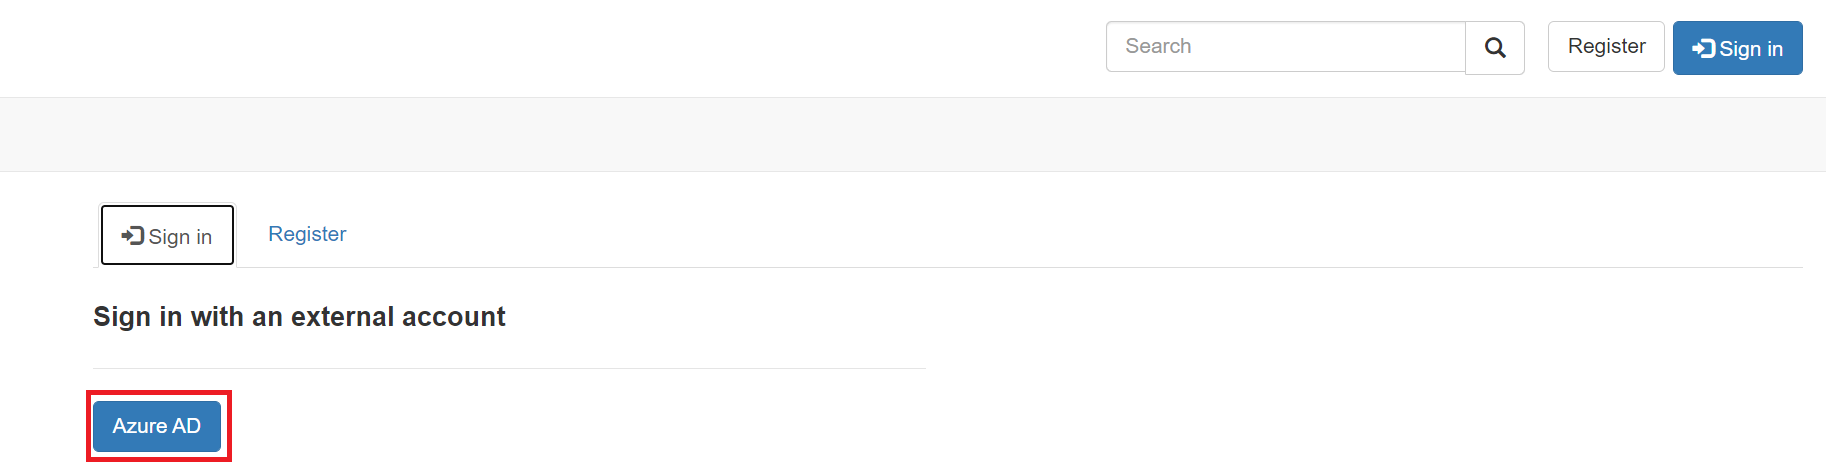 Search
Register
Sign in
Sign in
Register
Sign in with an external account
Azure AD